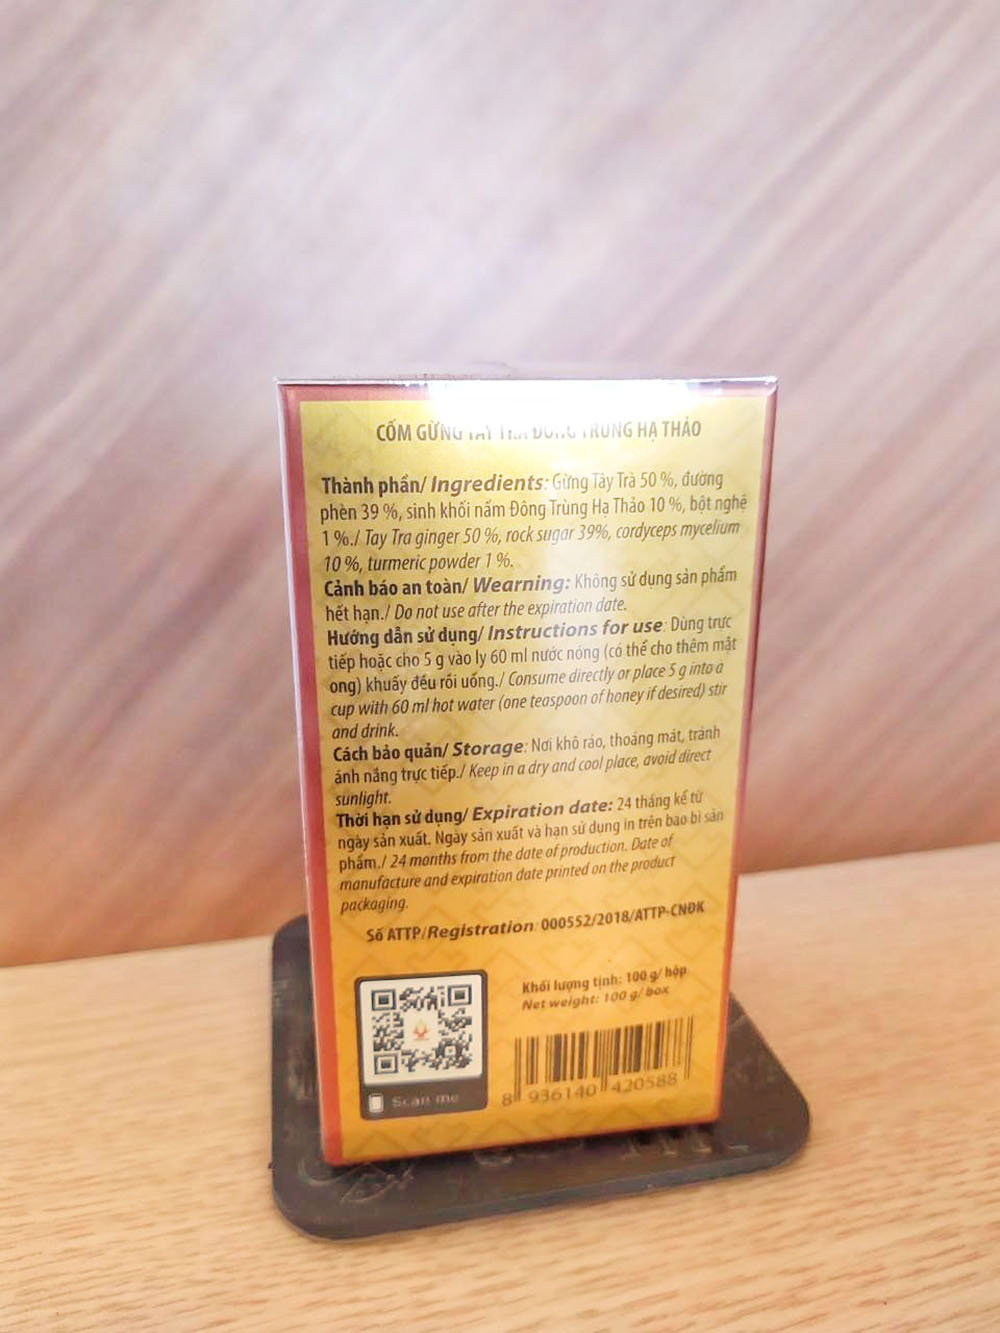 CỐM GỪNG TÂY TRÀ ĐÔNG TRÙNG HẠ THẢO
Thành phần/ Ingredients: Gừng Tây Trà 50 %, đường
phèn 39 %, sinh khối nấm Đông Trùng Hạ Thảo 10 %, bột nghệ
1 %./ Tay Tra ginger 50 %, rock sugar 39%, cordyceps mycelium
10 %, turmeric powder 1 %.
Cảnh báo an toàn/ Wearning: Không sử dụng sản phẩm
hết hạn./ Do not use after the expiration date.
Hướng dẫn sử dụng/ Instructions for use: Dùng trực
tiếp hoặc cho 5 g vào ly 60 ml nước nóng (có thể cho thêm mật
ong) khuấy đều rồi uống./ Consume directly or place 5 g into a
cup with 60 ml hot water (one teaspoon of honey if desired) stir
and drink.
Cách bảo quản/ Storage: Nơi khô ráo, thoáng mát, tránh
ánh nắng trực tiếp./ Keep in a dry and cool place, avoid direct
sunlight.
Thời hạn sử dụng/ Expiration date: 24 tháng kể từ
ngày sản xuất. Ngày sản xuất và hạn sử dụng in trên bao bì sản
phẩm./ 24 months from the date of production. Date of
manufacture and expiration date printed on the product
packaging.
Số ATTP/Registration: 000552/2018/ATTP-CNĐK
Khối lượng tịnh: 100 g/ hộp
Net weight: 100 g/ box
Scan me
8 936140 420588